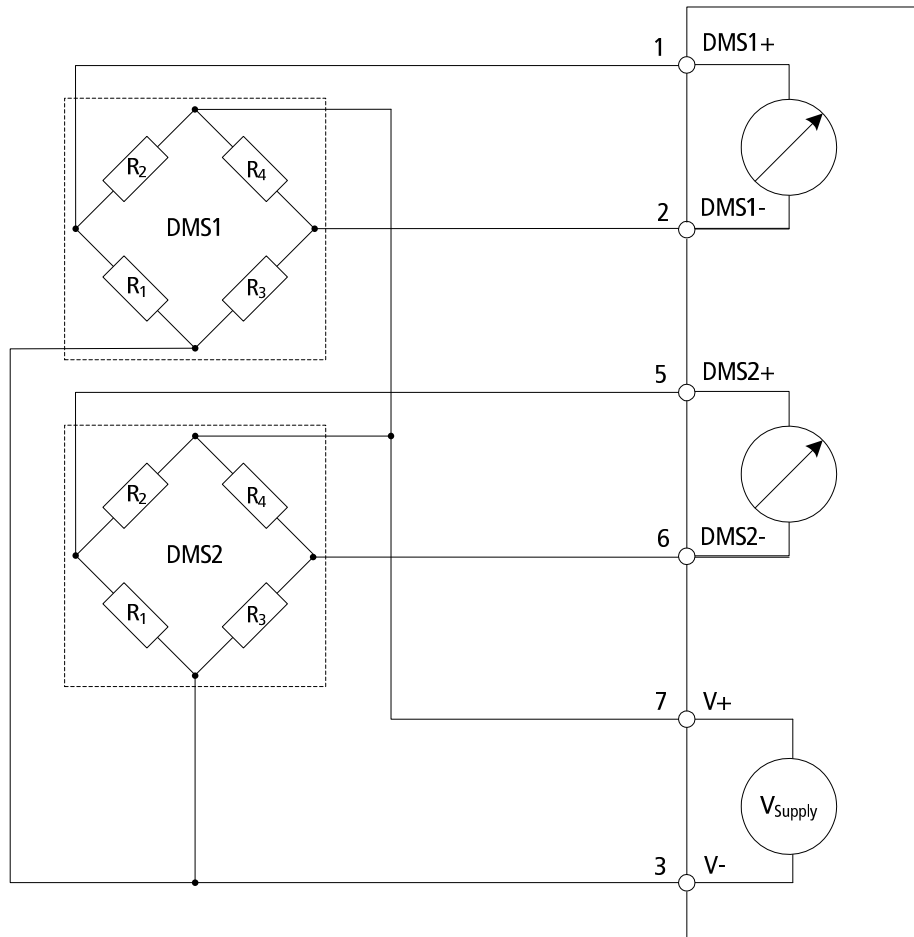 1 DMS1+
R2 R4
DMS1
2 DMS1-
R1 R3
5 DMS2+
R2 R4
DMS2
6 DMS2-
R1 R3
7 V+
VSupply
3 V-